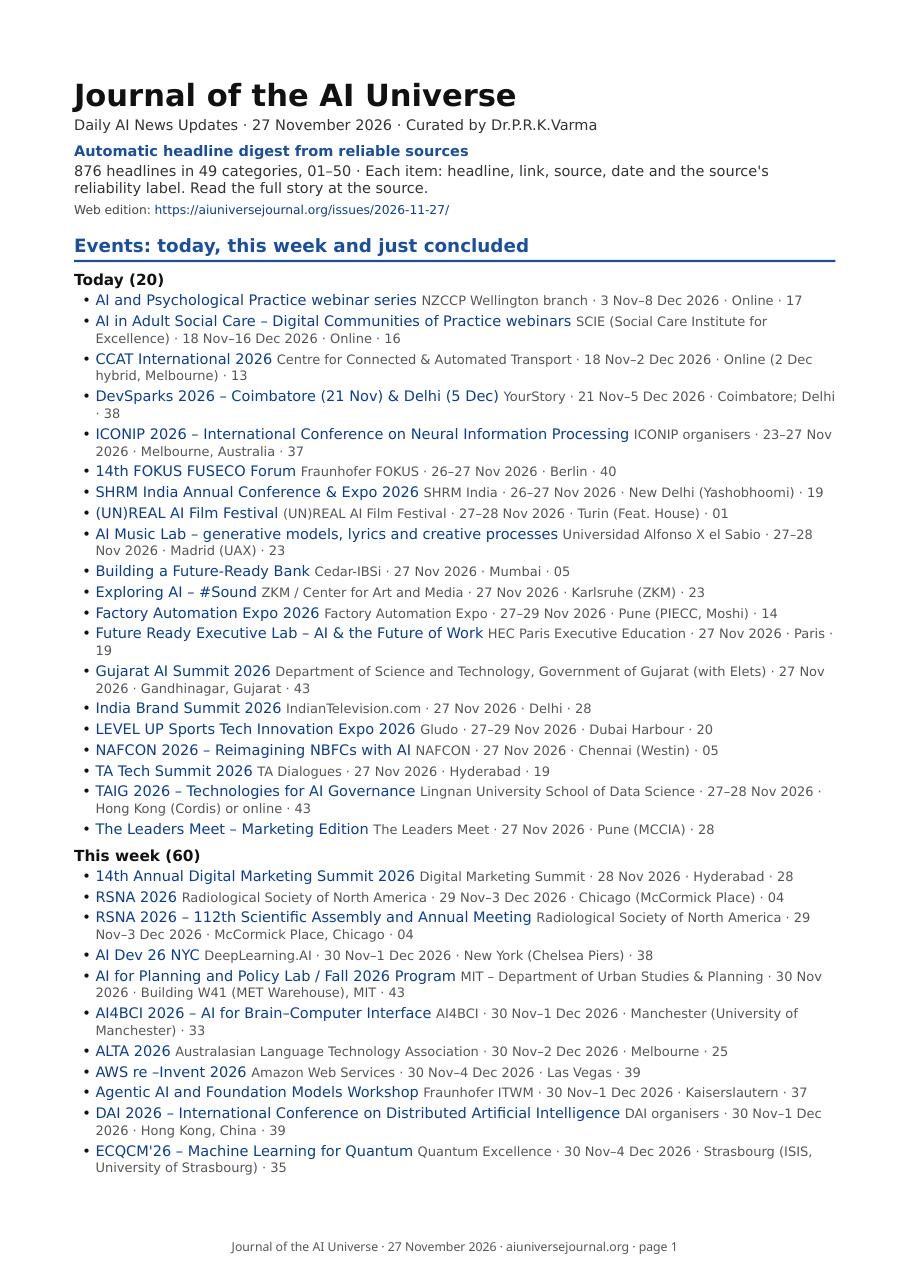 Journal of the AI Universe
Daily AI News Updates · 27 November 2026 · Curated by Dr.P.R.K.Varma
Automatic headline digest from reliable sources
876 headlines in 49 categories, 01–50 · Each item: headline, link, source, date and the source's
reliability label. Read the full story at the source.
Web edition: https://aiuniversejournal.org/issues/2026-11-27/
Events: today, this week and just concluded
Today (20)
• AI and Psychological Practice webinar series NZCCP Wellington branch · 3 Nov–8 Dec 2026 · Online · 17
• AI in Adult Social Care – Digital Communities of Practice webinars SCIE (Social Care Institute for
Excellence) · 18 Nov–16 Dec 2026 · Online · 16
• CCAT International 2026 Centre for Connected & Automated Transport · 18 Nov–2 Dec 2026 · Online (2 Dec
hybrid, Melbourne) · 13
• DevSparks 2026 – Coimbatore (21 Nov) & Delhi (5 Dec) YourStory · 21 Nov–5 Dec 2026 · Coimbatore; Delhi
· 38
• ICONIP 2026 – International Conference on Neural Information Processing ICONIP organisers · 23–27 Nov
2026 · Melbourne, Australia · 37
• 14th FOKUS FUSECO Forum Fraunhofer FOKUS · 26–27 Nov 2026 · Berlin · 40
• SHRM India Annual Conference & Expo 2026 SHRM India · 26–27 Nov 2026 · New Delhi (Yashobhoomi) · 19
• (UN)REAL AI Film Festival (UN)REAL AI Film Festival · 27–28 Nov 2026 · Turin (Feat. House) · 01
• AI Music Lab – generative models, lyrics and creative processes Universidad Alfonso X el Sabio · 27–28
Nov 2026 · Madrid (UAX) · 23
• Building a Future-Ready Bank Cedar-IBSi · 27 Nov 2026 · Mumbai · 05
• Exploring AI – #Sound ZKM / Center for Art and Media · 27 Nov 2026 · Karlsruhe (ZKM) · 23
• Factory Automation Expo 2026 Factory Automation Expo · 27–29 Nov 2026 · Pune (PIECC, Moshi) · 14
• Future Ready Executive Lab – AI & the Future of Work HEC Paris Executive Education · 27 Nov 2026 · Paris ·
19
• Gujarat AI Summit 2026 Department of Science and Technology, Government of Gujarat (with Elets) · 27 Nov
2026 · Gandhinagar, Gujarat · 43
• India Brand Summit 2026 IndianTelevision.com · 27 Nov 2026 · Delhi · 28
• LEVEL UP Sports Tech Innovation Expo 2026 Gludo · 27–29 Nov 2026 · Dubai Harbour · 20
• NAFCON 2026 – Reimagining NBFCs with AI NAFCON · 27 Nov 2026 · Chennai (Westin) · 05
• TA Tech Summit 2026 TA Dialogues · 27 Nov 2026 · Hyderabad · 19
• TAIG 2026 – Technologies for AI Governance Lingnan University School of Data Science · 27–28 Nov 2026 ·
Hong Kong (Cordis) or online · 43
• The Leaders Meet – Marketing Edition The Leaders Meet · 27 Nov 2026 · Pune (MCCIA) · 28
This week (60)
• 14th Annual Digital Marketing Summit 2026 Digital Marketing Summit · 28 Nov 2026 · Hyderabad · 28
• RSNA 2026 Radiological Society of North America · 29 Nov–3 Dec 2026 · Chicago (McCormick Place) · 04
• RSNA 2026 – 112th Scientific Assembly and Annual Meeting Radiological Society of North America · 29
Nov–3 Dec 2026 · McCormick Place, Chicago · 04
• AI Dev 26 NYC DeepLearning.AI · 30 Nov–1 Dec 2026 · New York (Chelsea Piers) · 38
• AI for Planning and Policy Lab / Fall 2026 Program MIT – Department of Urban Studies & Planning · 30 Nov
2026 · Building W41 (MET Warehouse), MIT · 43
• AI4BCI 2026 – AI for Brain–Computer Interface AI4BCI · 30 Nov–1 Dec 2026 · Manchester (University of
Manchester) · 33
• ALTA 2026 Australasian Language Technology Association · 30 Nov–2 Dec 2026 · Melbourne · 25
• AWS re –Invent 2026 Amazon Web Services · 30 Nov–4 Dec 2026 · Las Vegas · 39
• Agentic AI and Foundation Models Workshop Fraunhofer ITWM · 30 Nov–1 Dec 2026 · Kaiserslautern · 37
• DAI 2026 – International Conference on Distributed Artificial Intelligence DAI organisers · 30 Nov–1 Dec
2026 · Hong Kong, China · 39
• ECQCM'26 – Machine Learning for Quantum Quantum Excellence · 30 Nov–4 Dec 2026 · Strasbourg (ISIS,
University of Strasbourg) · 35
Journal of the AI Universe · 27 November 2026 · aiuniversejournal.org · page 1